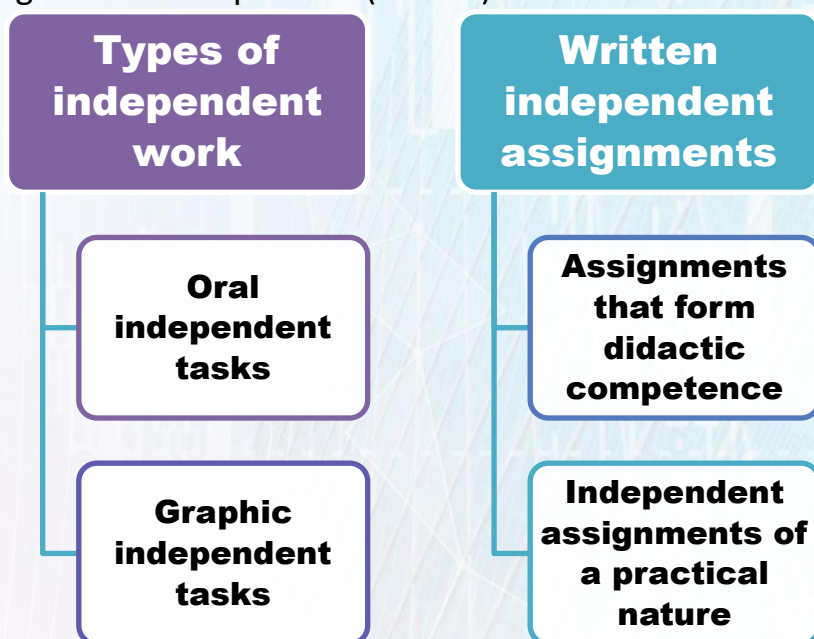 Types of
independent
work
Oral
independent
tasks
Graphic
independent
tasks
Written
independent
assignments
Assignments
that form
didactic
competence
Independent
assignments of
a practical
nature